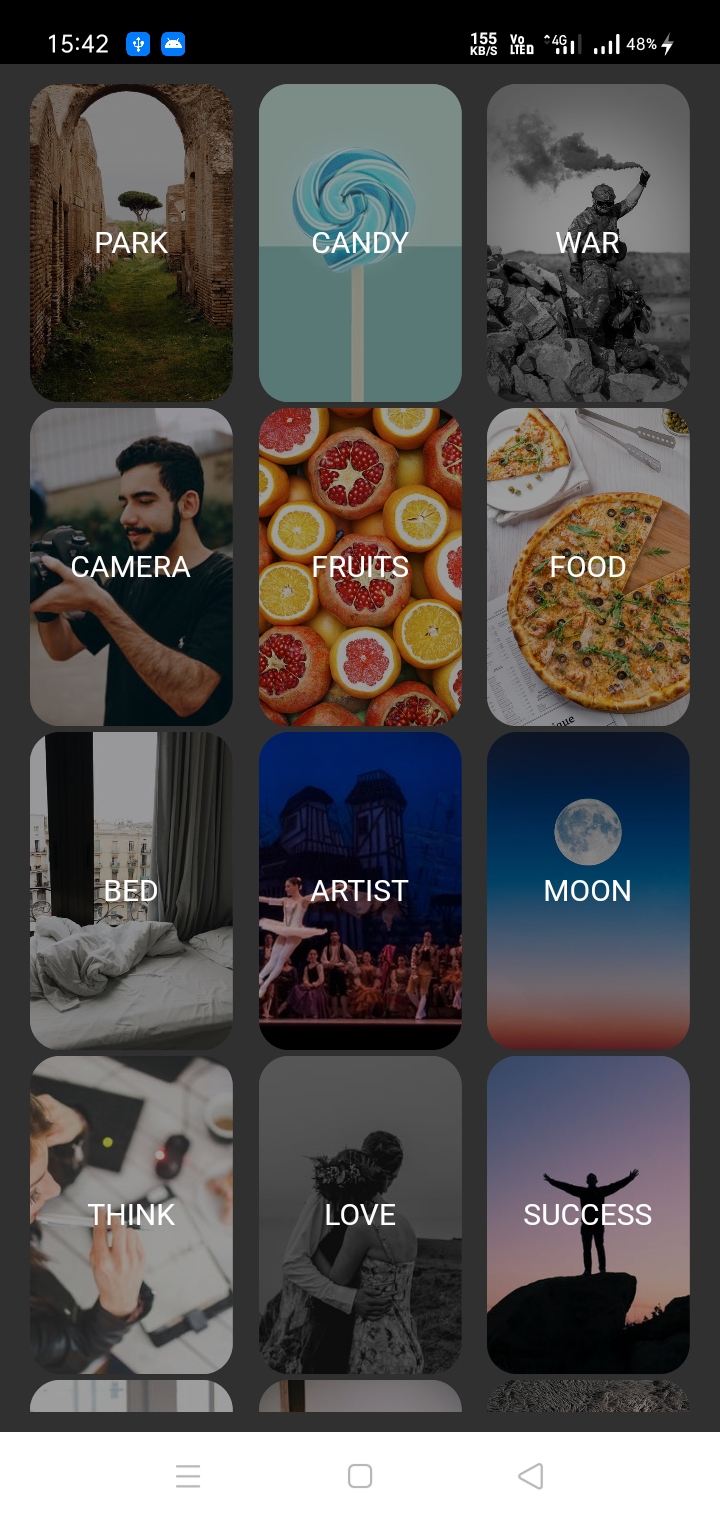 15:42 155 KB/S Vo LTE 4G 48%
PARK CANDY WAR
CAMERA FRUITS FOOD
BED ARTIST MOON
THINK LOVE SUCCESS